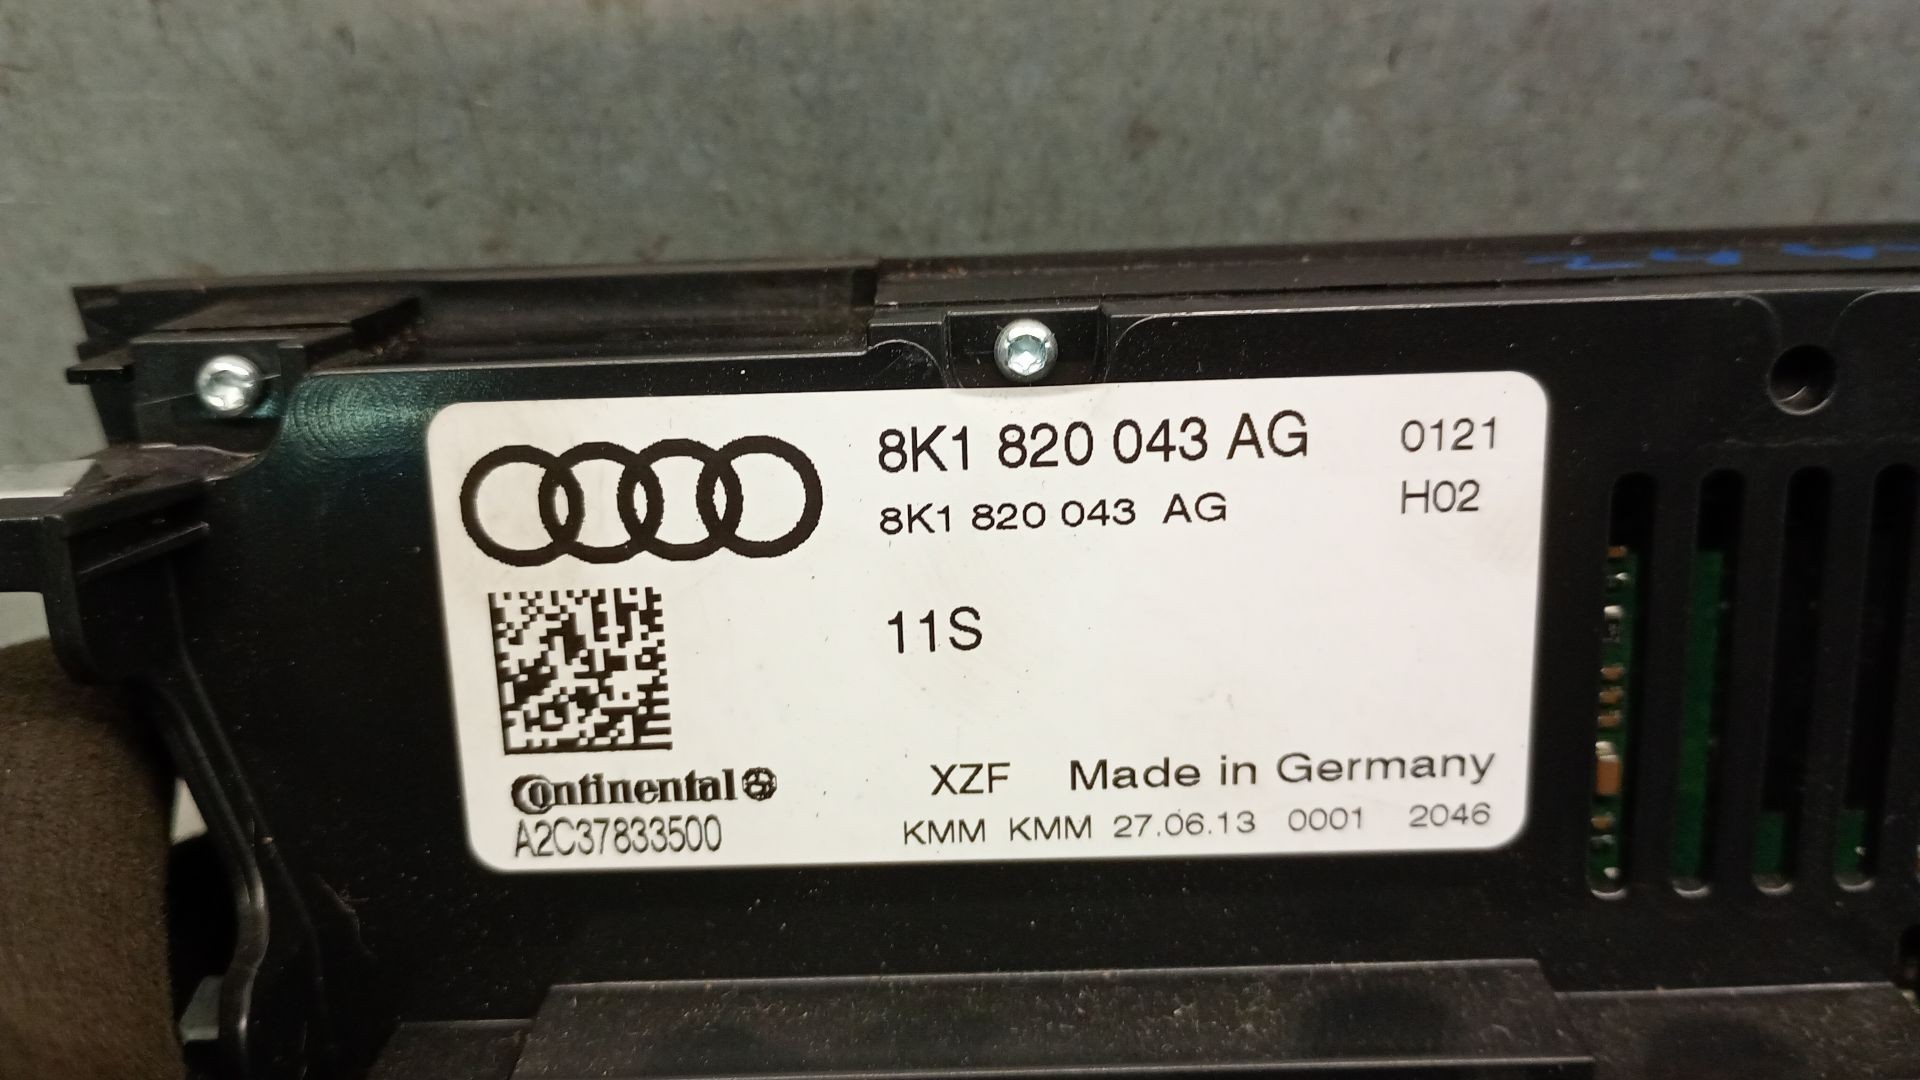 8K1 820 043 AG 0121
8K1 820 043 AG H02
11S
Continental
A2C37833500
XZF Made in Germany
KMM KMM 27.06.13 0001 2046